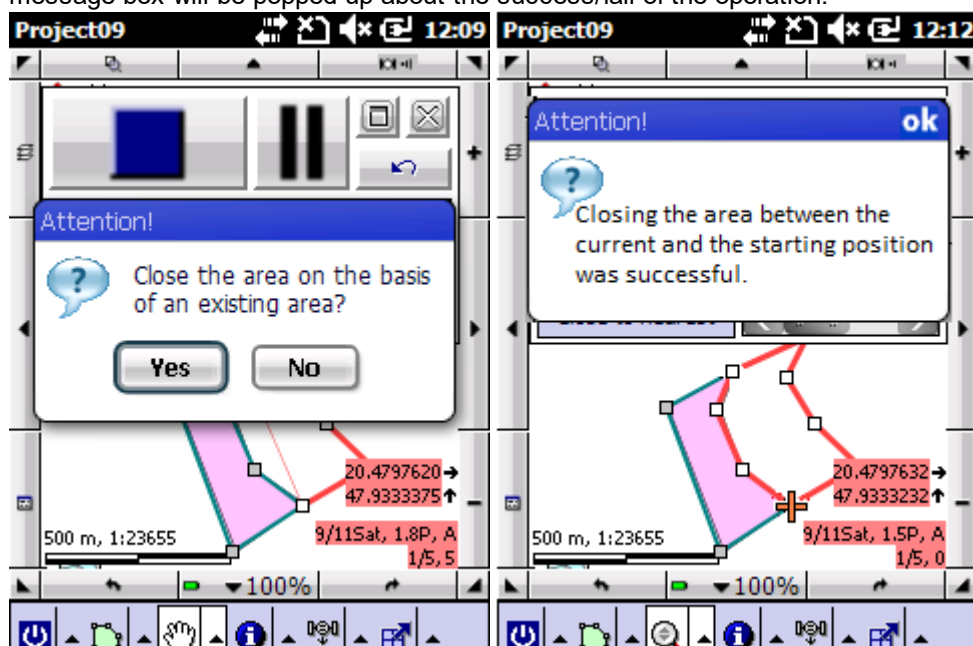 message box will be popped up about the success/fail of the operation.
Project09 12:09
Attention!
Close the area on the basis
of an existing area?
Yes No
20.4797620
47.9333375
500 m, 1:23655
9/11Sat, 1.8P, A
1/5, 5
100%
Project09 12:12
Attention! ok
Closing the area between the
current and the starting position
was successful.
20.4797632
47.9333232
500 m, 1:23655
9/11Sat, 1.5P, A
1/5, 0
100%